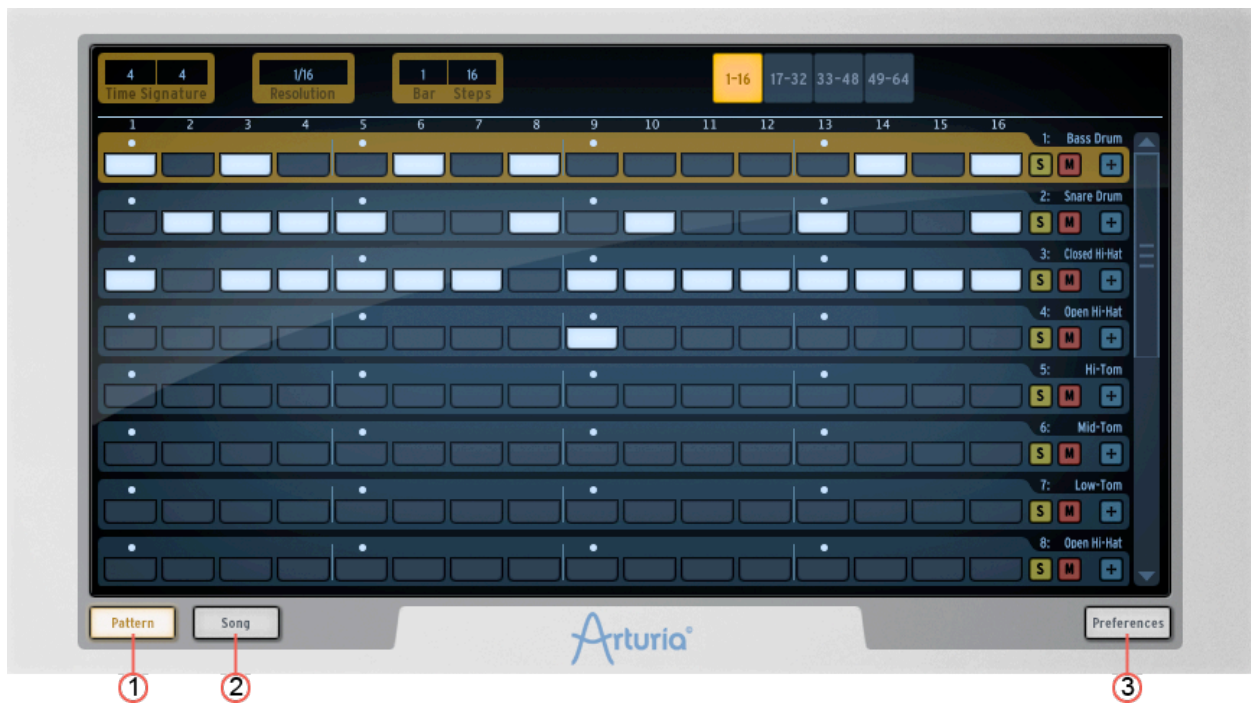 4 4
Time Signature
1/16
Resolution
1 16
Bar Steps
1-16 17-32 33-48 49-64
1 2 3 4 5 6 7 8 9 10 11 12 13 14 15 16
1: Bass Drum
S M +
2: Snare Drum
S M +
3: Closed Hi-Hat
S M +
4: Open Hi-Hat
S M +
5: Hi-Tom
S M +
6: Mid-Tom
S M +
7: Low-Tom
S M +
8: Open Hi-Hat
S M +
Pattern Song Arturia® Preferences
1 2 3